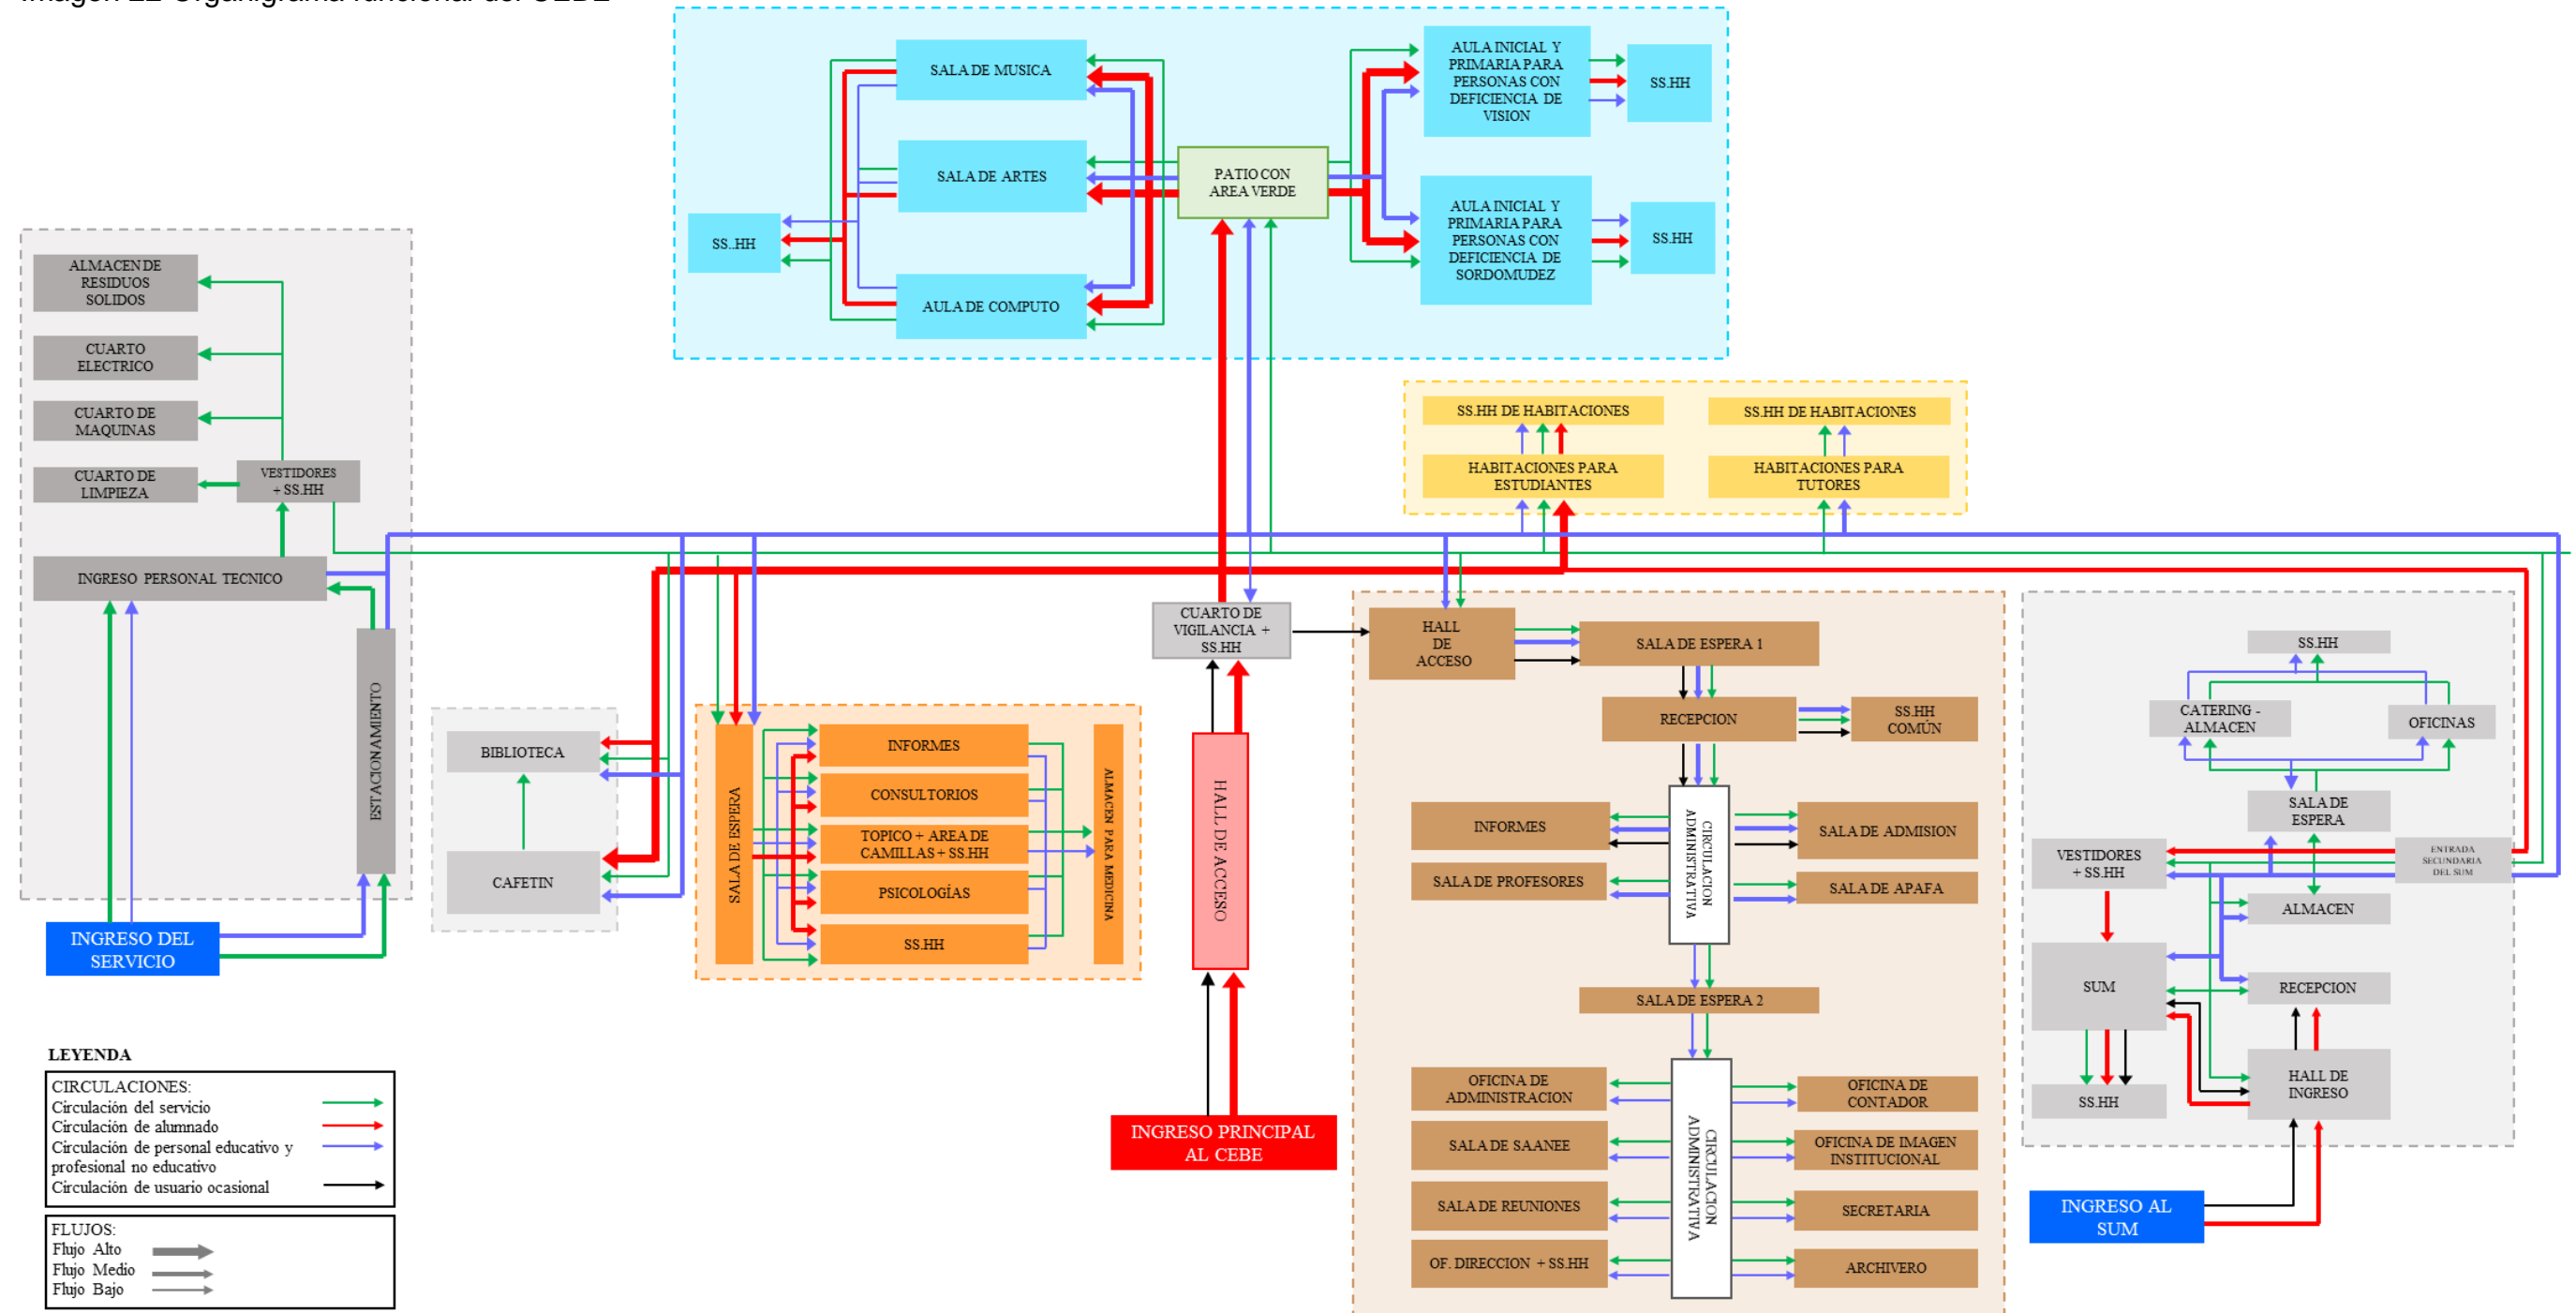 Imagen 22 Organigrama funcional del CEBE
SALA DE MUSICA
SALA DE ARTES
AULA DE COMPUTO
SS..HH
PATIO CON
AREA VERDE
AULA INICIAL Y
PRIMARIA PARA
PERSONAS CON
DEFICIENCIA DE
VISION
SS.HH
AULA INICIAL Y
PRIMARIA PARA
PERSONAS CON
DEFICIENCIA DE
SORDOMUDEZ
SS.HH
ALMACEN DE
RESIDUOS
SOLIDOS
CUARTO
ELECTRICO
CUARTO DE
MAQUINAS
CUARTO DE
LIMPIEZA
VESTIDORES
+ SS.HH
INGRESO PERSONAL TECNICO
ESTACIONAMIENTO
INGRESO DEL
SERVICIO
SS.HH DE HABITACIONES
SS.HH DE HABITACIONES
HABITACIONES PARA
ESTUDIANTES
HABITACIONES PARA
TUTORES
BIBLIOTECA
CAFETIN
SALA DE ESPERA
INFORMES
CONSULTORIOS
TOPICO + AREA DE
CAMILLAS + SS.HH
PSICOLOGÍAS
SS.HH
ALMACEN PARA MEDICINA
CUARTO DE
VIGILANCIA +
SS.HH
HALL DE ACCESO
INGRESO PRINCIPAL
AL CEBE
HALL
DE
ACCESO
SALA DE ESPERA 1
RECEPCION
SS.HH
COMÚN
CIRCULACION
ADMINISTRATIVA
INFORMES
SALA DE ADMISION
SALA DE PROFESORES
SALA DE APAFA
SALA DE ESPERA 2
CIRCULACION
ADMINISTRATIVA
OFICINA DE
ADMINISTRACION
OFICINA DE
CONTADOR
SALA DE SAANEE
OFICINA DE IMAGEN
INSTITUCIONAL
SALA DE REUNIONES
SECRETARIA
OF. DIRECCION + SS.HH
ARCHIVERO
SS.HH
CATERING -
ALMACEN
OFICINAS
SALA DE
ESPERA
VESTIDORES
+ SS.HH
ENTRADA
SECUNDARIA
DEL SUM
ALMACEN
SUM
RECEPCION
HALL DE
INGRESO
SS.HH
INGRESO AL
SUM
LEYENDA
CIRCULACIONES:
Circulación del servicio
Circulación de alumnado
Circulación de personal educativo y
profesional no educativo
Circulación de usuario ocasional
FLUJOS:
Flujo Alto
Flujo Medio
Flujo Bajo